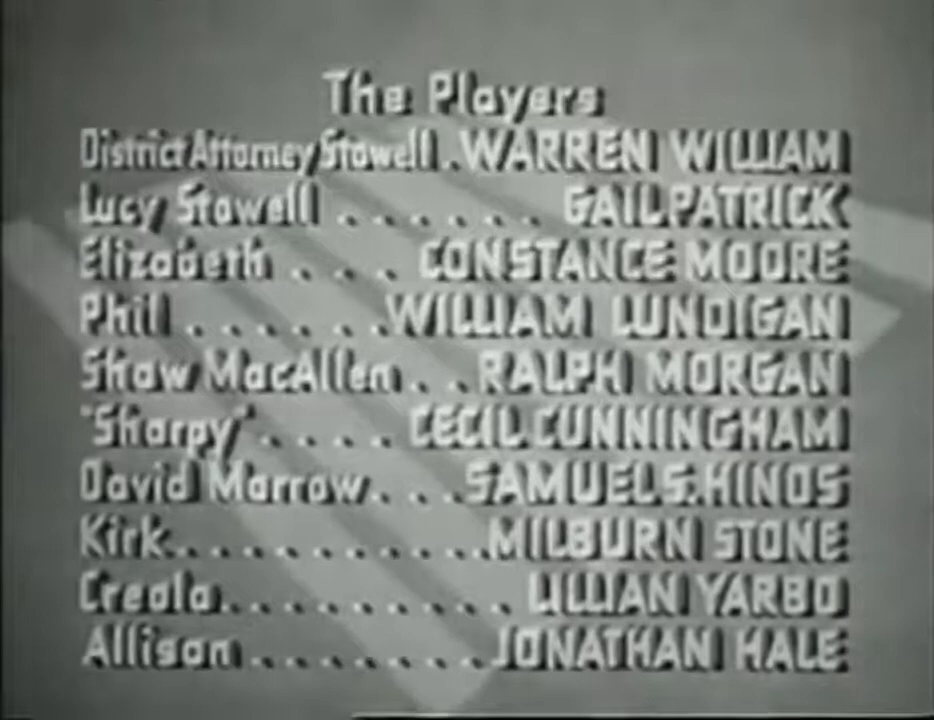 The Players
District Attorney Stowell..WARREN WILLIAM
Lucy Stowell . . . . . . . GAIL PATRICK
Elizabeth . . . . CONSTANCE MOORE
Phil . . . . . . .WILLIAM LUNDIGAN
Shaw MacAllen. . .RALPH MORGAN
"Sharpy". . . . . CECIL CUNNINGHAM
David Marrow. . . .SAMUEL S. HINDS
Kirk. . . . . . . . . . . .MILBURN STONE
Creola. . . . . . . . . . . LILLIAN YARBO
Allison. . . . . . . . . JONATHAN HALE